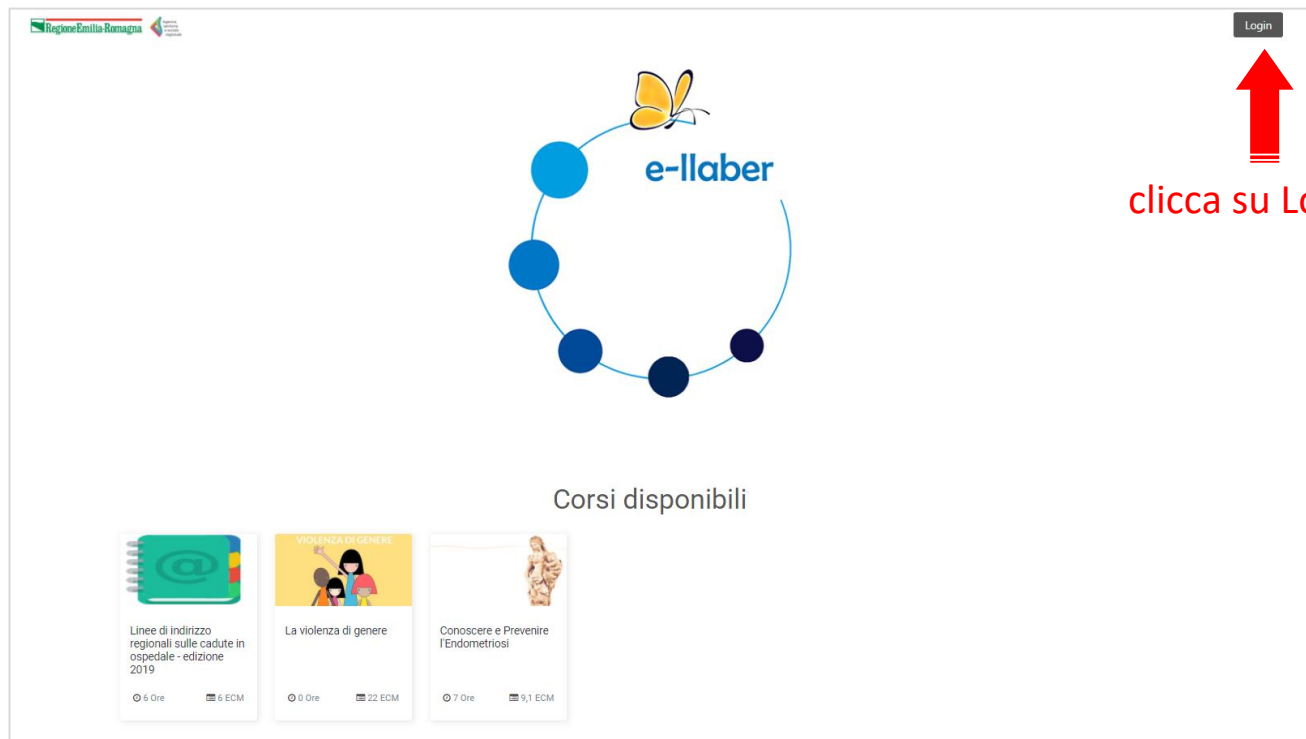 RegioneEmilia-Romagna
Login
e-llaber
clicca su Lo
Corsi disponibili
VIOLENZA DI GENERE
Linee di indirizzo
regionali sulle cadute in
ospedale - edizione
2019
6 Ore 6 ECM
La violenza di genere
0 Ore 22 ECM
Conoscere e Prevenire
l'Endometriosi
7 Ore 9,1 ECM